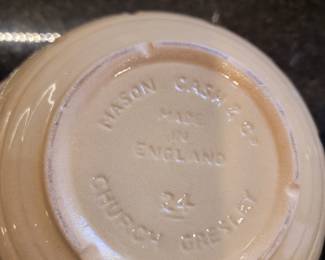 MASON CASH & Co
MADE
IN
ENGLAND
24
CHURCH GRESLEY